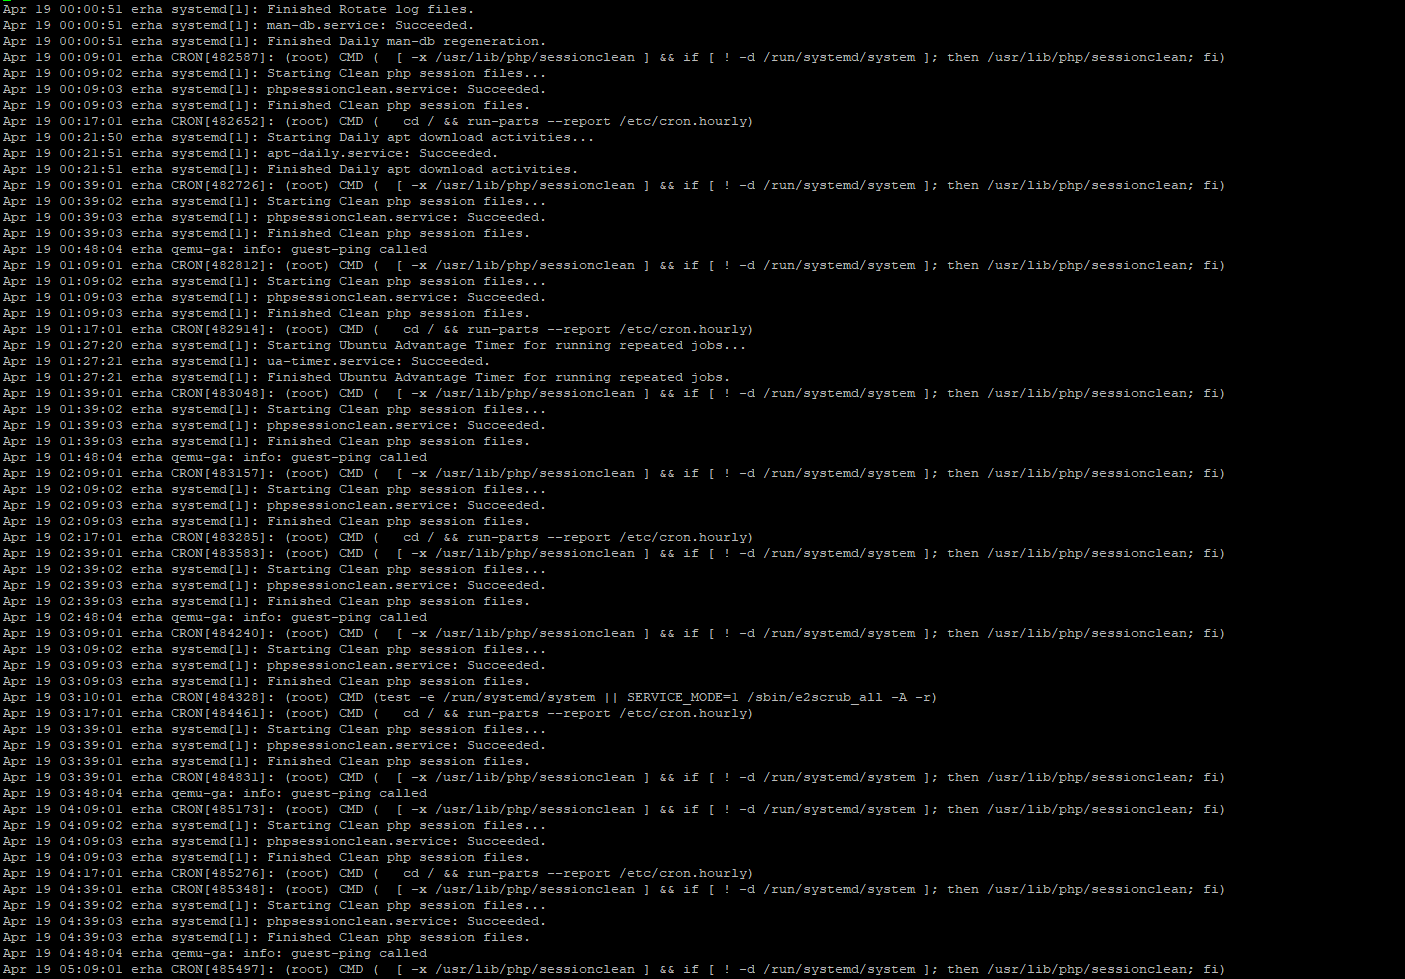 Apr 19 00:00:51 erha systemd[1]: Finished Rotate log files.
Apr 19 00:00:51 erha systemd[1]: man-db.service: Succeeded.
Apr 19 00:00:51 erha systemd[1]: Finished Daily man-db regeneration.
Apr 19 00:09:01 erha CRON[482587]: (root) CMD (  [ -x /usr/lib/php/sessionclean ] && if [ ! -d /run/systemd/system ]; then /usr/lib/php/sessionclean; fi)
Apr 19 00:09:02 erha systemd[1]: Starting Clean php session files...
Apr 19 00:09:03 erha systemd[1]: phpsessionclean.service: Succeeded.
Apr 19 00:09:03 erha systemd[1]: Finished Clean php session files.
Apr 19 00:17:01 erha CRON[482652]: (root) CMD (   cd / && run-parts --report /etc/cron.hourly)
Apr 19 00:21:50 erha systemd[1]: Starting Daily apt download activities...
Apr 19 00:21:51 erha systemd[1]: apt-daily.service: Succeeded.
Apr 19 00:21:51 erha systemd[1]: Finished Daily apt download activities.
Apr 19 00:39:01 erha CRON[482726]: (root) CMD (  [ -x /usr/lib/php/sessionclean ] && if [ ! -d /run/systemd/system ]; then /usr/lib/php/sessionclean; fi)
Apr 19 00:39:02 erha systemd[1]: Starting Clean php session files...
Apr 19 00:39:03 erha systemd[1]: phpsessionclean.service: Succeeded.
Apr 19 00:39:03 erha systemd[1]: Finished Clean php session files.
Apr 19 00:48:04 erha qemu-ga: info: guest-ping called
Apr 19 01:09:01 erha CRON[482812]: (root) CMD (  [ -x /usr/lib/php/sessionclean ] && if [ ! -d /run/systemd/system ]; then /usr/lib/php/sessionclean; fi)
Apr 19 01:09:02 erha systemd[1]: Starting Clean php session files...
Apr 19 01:09:03 erha systemd[1]: phpsessionclean.service: Succeeded.
Apr 19 01:09:03 erha systemd[1]: Finished Clean php session files.
Apr 19 01:17:01 erha CRON[482914]: (root) CMD (   cd / && run-parts --report /etc/cron.hourly)
Apr 19 01:27:20 erha systemd[1]: Starting Ubuntu Advantage Timer for running repeated jobs...
Apr 19 01:27:21 erha systemd[1]: ua-timer.service: Succeeded.
Apr 19 01:27:21 erha systemd[1]: Finished Ubuntu Advantage Timer for running repeated jobs.
Apr 19 01:39:01 erha CRON[483048]: (root) CMD (  [ -x /usr/lib/php/sessionclean ] && if [ ! -d /run/systemd/system ]; then /usr/lib/php/sessionclean; fi)
Apr 19 01:39:02 erha systemd[1]: Starting Clean php session files...
Apr 19 01:39:03 erha systemd[1]: phpsessionclean.service: Succeeded.
Apr 19 01:39:03 erha systemd[1]: Finished Clean php session files.
Apr 19 01:48:04 erha qemu-ga: info: guest-ping called
Apr 19 02:09:01 erha CRON[483157]: (root) CMD (  [ -x /usr/lib/php/sessionclean ] && if [ ! -d /run/systemd/system ]; then /usr/lib/php/sessionclean; fi)
Apr 19 02:09:02 erha systemd[1]: Starting Clean php session files...
Apr 19 02:09:03 erha systemd[1]: phpsessionclean.service: Succeeded.
Apr 19 02:09:03 erha systemd[1]: Finished Clean php session files.
Apr 19 02:17:01 erha CRON[483285]: (root) CMD (   cd / && run-parts --report /etc/cron.hourly)
Apr 19 02:39:01 erha CRON[483583]: (root) CMD (  [ -x /usr/lib/php/sessionclean ] && if [ ! -d /run/systemd/system ]; then /usr/lib/php/sessionclean; fi)
Apr 19 02:39:02 erha systemd[1]: Starting Clean php session files...
Apr 19 02:39:03 erha systemd[1]: phpsessionclean.service: Succeeded.
Apr 19 02:39:03 erha systemd[1]: Finished Clean php session files.
Apr 19 02:48:04 erha qemu-ga: info: guest-ping called
Apr 19 03:09:01 erha CRON[484240]: (root) CMD (  [ -x /usr/lib/php/sessionclean ] && if [ ! -d /run/systemd/system ]; then /usr/lib/php/sessionclean; fi)
Apr 19 03:09:02 erha systemd[1]: Starting Clean php session files...
Apr 19 03:09:03 erha systemd[1]: phpsessionclean.service: Succeeded.
Apr 19 03:09:03 erha systemd[1]: Finished Clean php session files.
Apr 19 03:10:01 erha CRON[484328]: (root) CMD (test -e /run/systemd/system || SERVICE_MODE=1 /sbin/e2scrub_all -A -r)
Apr 19 03:17:01 erha CRON[484461]: (root) CMD (   cd / && run-parts --report /etc/cron.hourly)
Apr 19 03:39:01 erha systemd[1]: Starting Clean php session files...
Apr 19 03:39:01 erha systemd[1]: phpsessionclean.service: Succeeded.
Apr 19 03:39:01 erha systemd[1]: Finished Clean php session files.
Apr 19 03:39:01 erha CRON[484831]: (root) CMD (  [ -x /usr/lib/php/sessionclean ] && if [ ! -d /run/systemd/system ]; then /usr/lib/php/sessionclean; fi)
Apr 19 03:48:04 erha qemu-ga: info: guest-ping called
Apr 19 04:09:01 erha CRON[485173]: (root) CMD (  [ -x /usr/lib/php/sessionclean ] && if [ ! -d /run/systemd/system ]; then /usr/lib/php/sessionclean; fi)
Apr 19 04:09:02 erha systemd[1]: Starting Clean php session files...
Apr 19 04:09:03 erha systemd[1]: phpsessionclean.service: Succeeded.
Apr 19 04:09:03 erha systemd[1]: Finished Clean php session files.
Apr 19 04:17:01 erha CRON[485276]: (root) CMD (   cd / && run-parts --report /etc/cron.hourly)
Apr 19 04:39:01 erha CRON[485348]: (root) CMD (  [ -x /usr/lib/php/sessionclean ] && if [ ! -d /run/systemd/system ]; then /usr/lib/php/sessionclean; fi)
Apr 19 04:39:02 erha systemd[1]: Starting Clean php session files...
Apr 19 04:39:03 erha systemd[1]: phpsessionclean.service: Succeeded.
Apr 19 04:39:03 erha systemd[1]: Finished Clean php session files.
Apr 19 04:48:04 erha qemu-ga: info: guest-ping called
Apr 19 05:09:01 erha CRON[485497]: (root) CMD (  [ -x /usr/lib/php/sessionclean ] && if [ ! -d /run/systemd/system ]; then /usr/lib/php/sessionclean; fi)